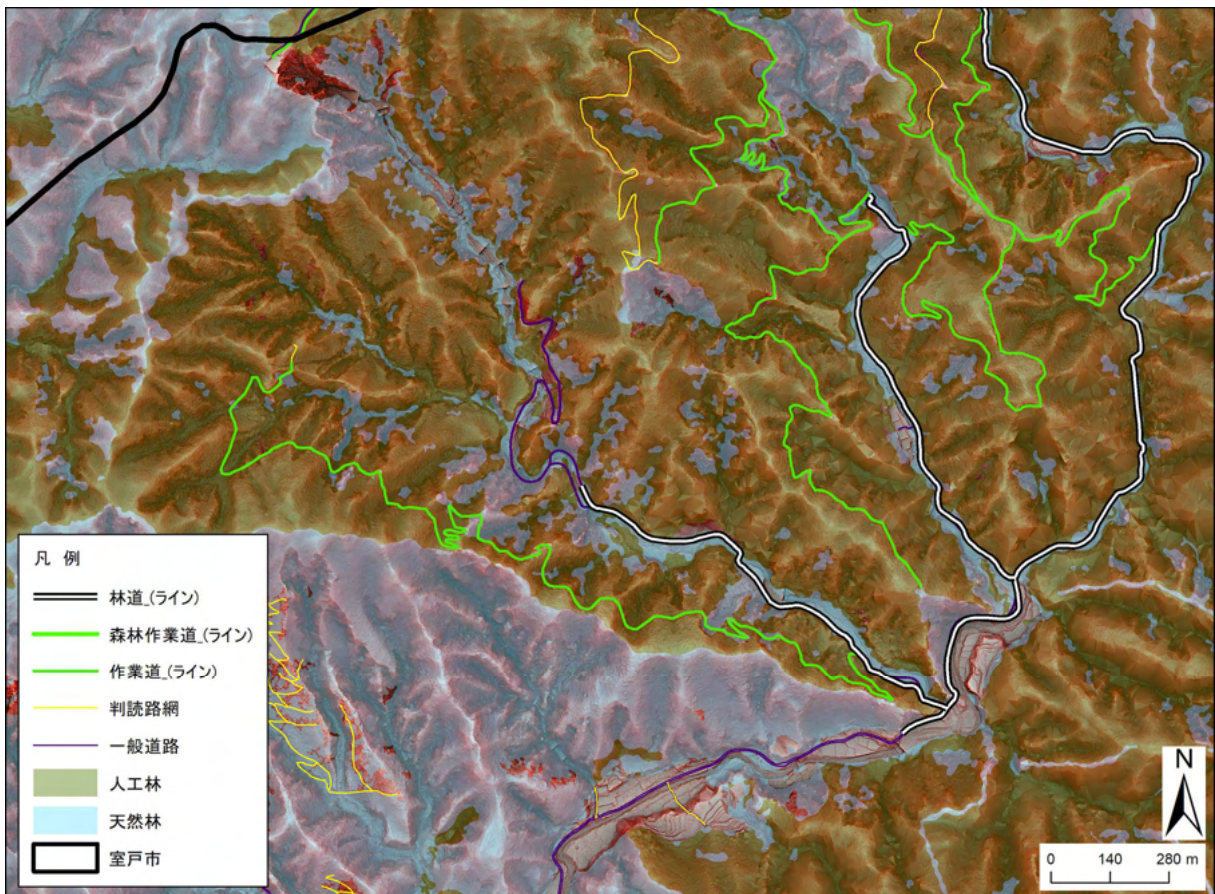 凡 例
林道_(ライン)
森林作業道_(ライン)
作業道_(ライン)
判読路網
一般道路
人工林
天然林
室戸市
N
0 140 280 m